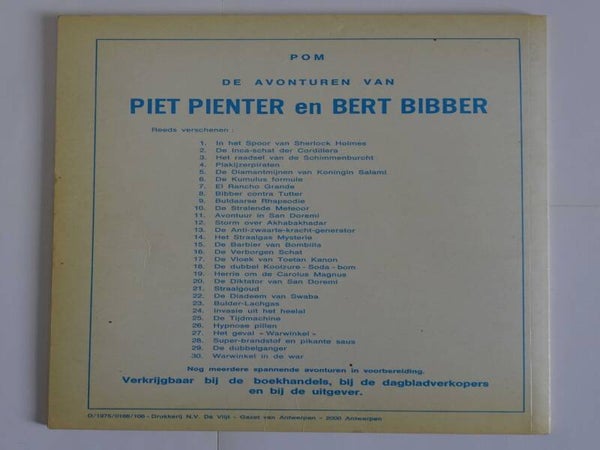 POM
DE AVONTUREN VAN
PIET PIENTER en BERT BIBBER
Reeds verschenen :
1. In het Spoor van Sherlock Holmes
2. De Inca-schat der Cordillera
3. Het raadsel van de Schimmenburcht
4. Plakijzerpiraten
5. De Diamantmijnen van Koningin Salami
6. De Kumulus formule
7. El Rancho Grande
8. Bibber contra Tutter
9. Buldaarse Rhapsodie
10. De Stralende Meteoor
11. Avontuur in San Doremi
12. Storm over Akhabakhadar
13. De Anti-zwaarte-kracht-generator
14. Het Straalgas Mysterie
15. De Barbier van Bombilla
16. De Verborgen Schat
17. De Vloek van Toetan Kanon
18. De dubbel Koolzure - Soda - bom
19. Herrie om de Carolus Magnus
20. De Diktator van San Doremi
21. Straalgoud
22. De Diadeem van Swaba
23. Bulder-Lachgas
24. Invasie uit het heelal
25. De Tijdmachine
26. Hypnose pillen
27. Het geval « Warwinkel »
28. Super-brandstof en pikante saus
29. De dubbelganger
30. Warwinkel in de war
Nog meerdere spannende avonturen in voorbereiding.
Verkrijgbaar bij de boekhandels, bij de dagbladverkopers
en bij de uitgever.
D/1975/0166/106 - Drukkerij N.V. De Vlijt - Gazet van Antwerpen - 2000 Antwerpen